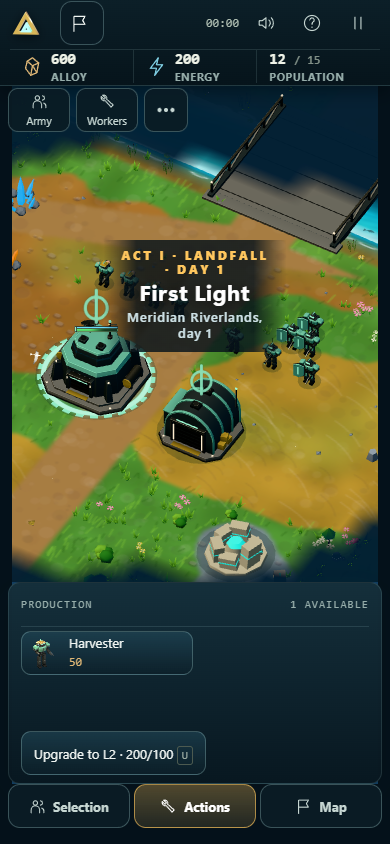 00:00
600
ALLOY
200
ENERGY
12 / 15
POPULATION
Army
Workers
ACT I · LANDFALL
· DAY 1
First Light
Meridian Riverlands,
day 1
PRODUCTION
1 AVAILABLE
Harvester
50
Upgrade to L2 · 200/100 U
Selection
Actions
Map